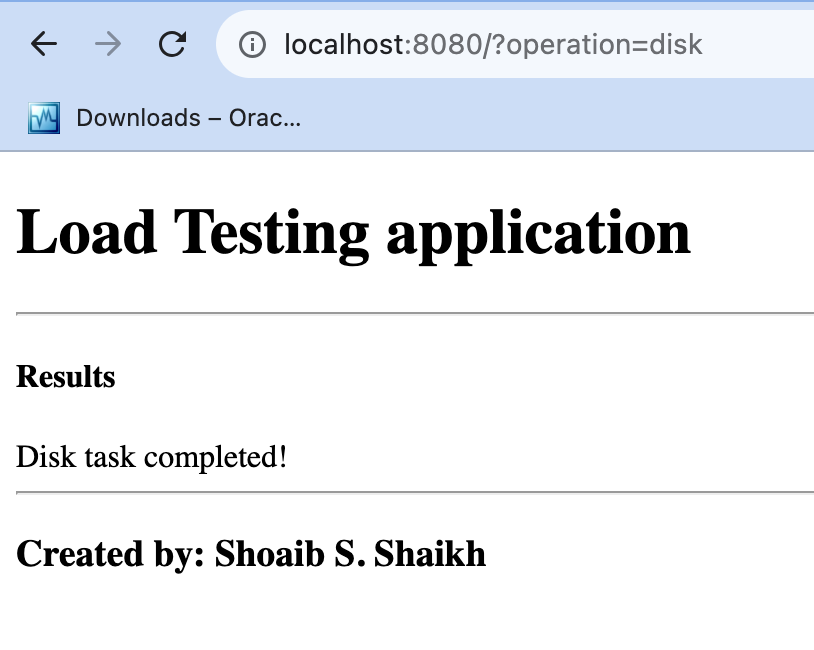 localhost:8080/?operation=disk
Downloads – Orac...
Load Testing application
Results
Disk task completed!
Created by: Shoaib S. Shaikh